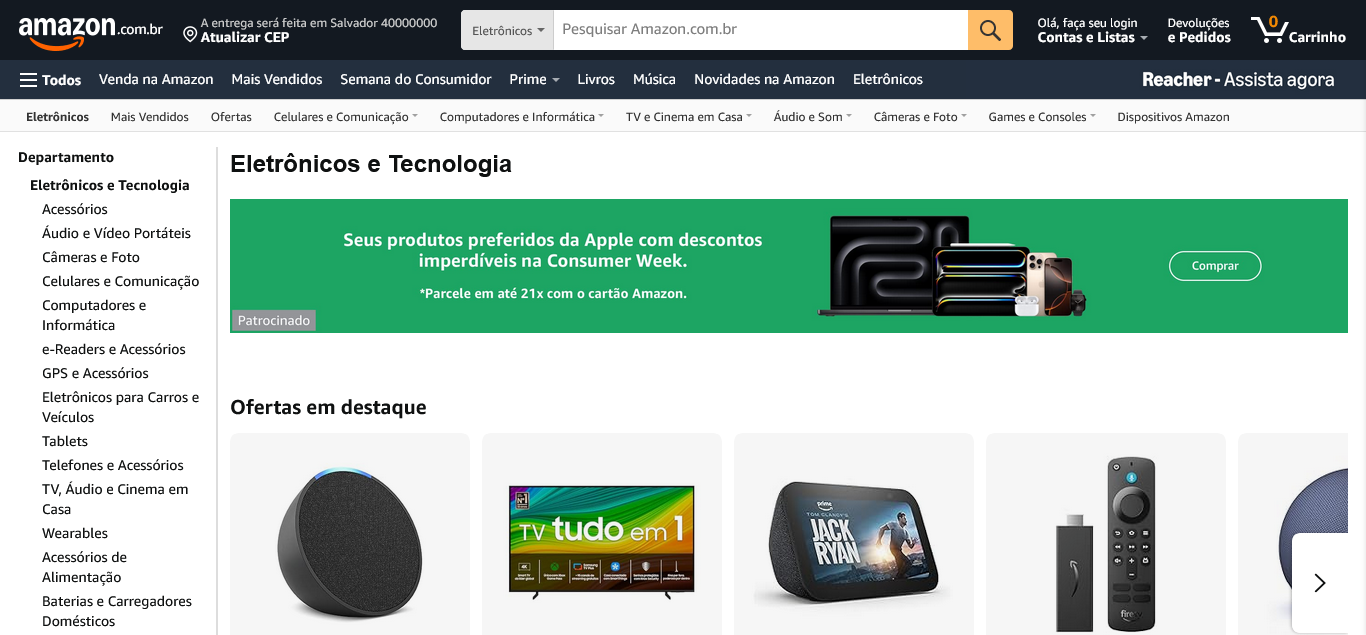 amazon.com.br
A entrega será feita em Salvador 40000000
Atualizar CEP
Eletrônicos
Pesquisar Amazon.com.br
Olá, faça seu login
Contas e Listas
Devoluções
e Pedidos
0
Carrinho
Todos
Venda na Amazon
Mais Vendidos
Semana do Consumidor
Prime
Livros
Música
Novidades na Amazon
Eletrônicos
Reacher - Assista agora
Eletrônicos
Mais Vendidos
Ofertas
Celulares e Comunicação
Computadores e Informática
TV e Cinema em Casa
Áudio e Som
Câmeras e Foto
Games e Consoles
Dispositivos Amazon
Departamento
Eletrônicos e Tecnologia
Acessórios
Áudio e Vídeo Portáteis
Câmeras e Foto
Celulares e Comunicação
Computadores e
Informática
e-Readers e Acessórios
GPS e Acessórios
Eletrônicos para Carros e
Veículos
Tablets
Telefones e Acessórios
TV, Áudio e Cinema em
Casa
Wearables
Acessórios de
Alimentação
Baterias e Carregadores
Domésticos
Eletrônicos e Tecnologia
Seus produtos preferidos da Apple com descontos
imperdíveis na Consumer Week.
*Parcele em até 21x com o cartão Amazon.
Comprar
Patrocinado
Ofertas em destaque
TV tudo em 1
4K
prime
TOM CLANCY'S
JACK
RYAN
firetv